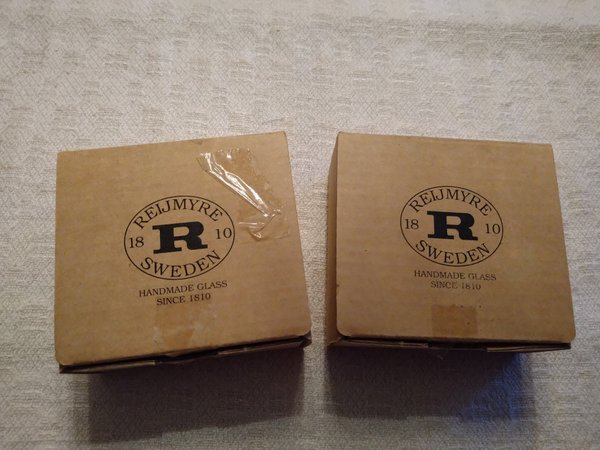 REIJMYRE
18 R 10
SWEDEN
HANDMADE GLASS
SINCE 1810
REIJMYRE
18 R 10
SWEDEN
HANDMADE GLASS
SINCE 1810